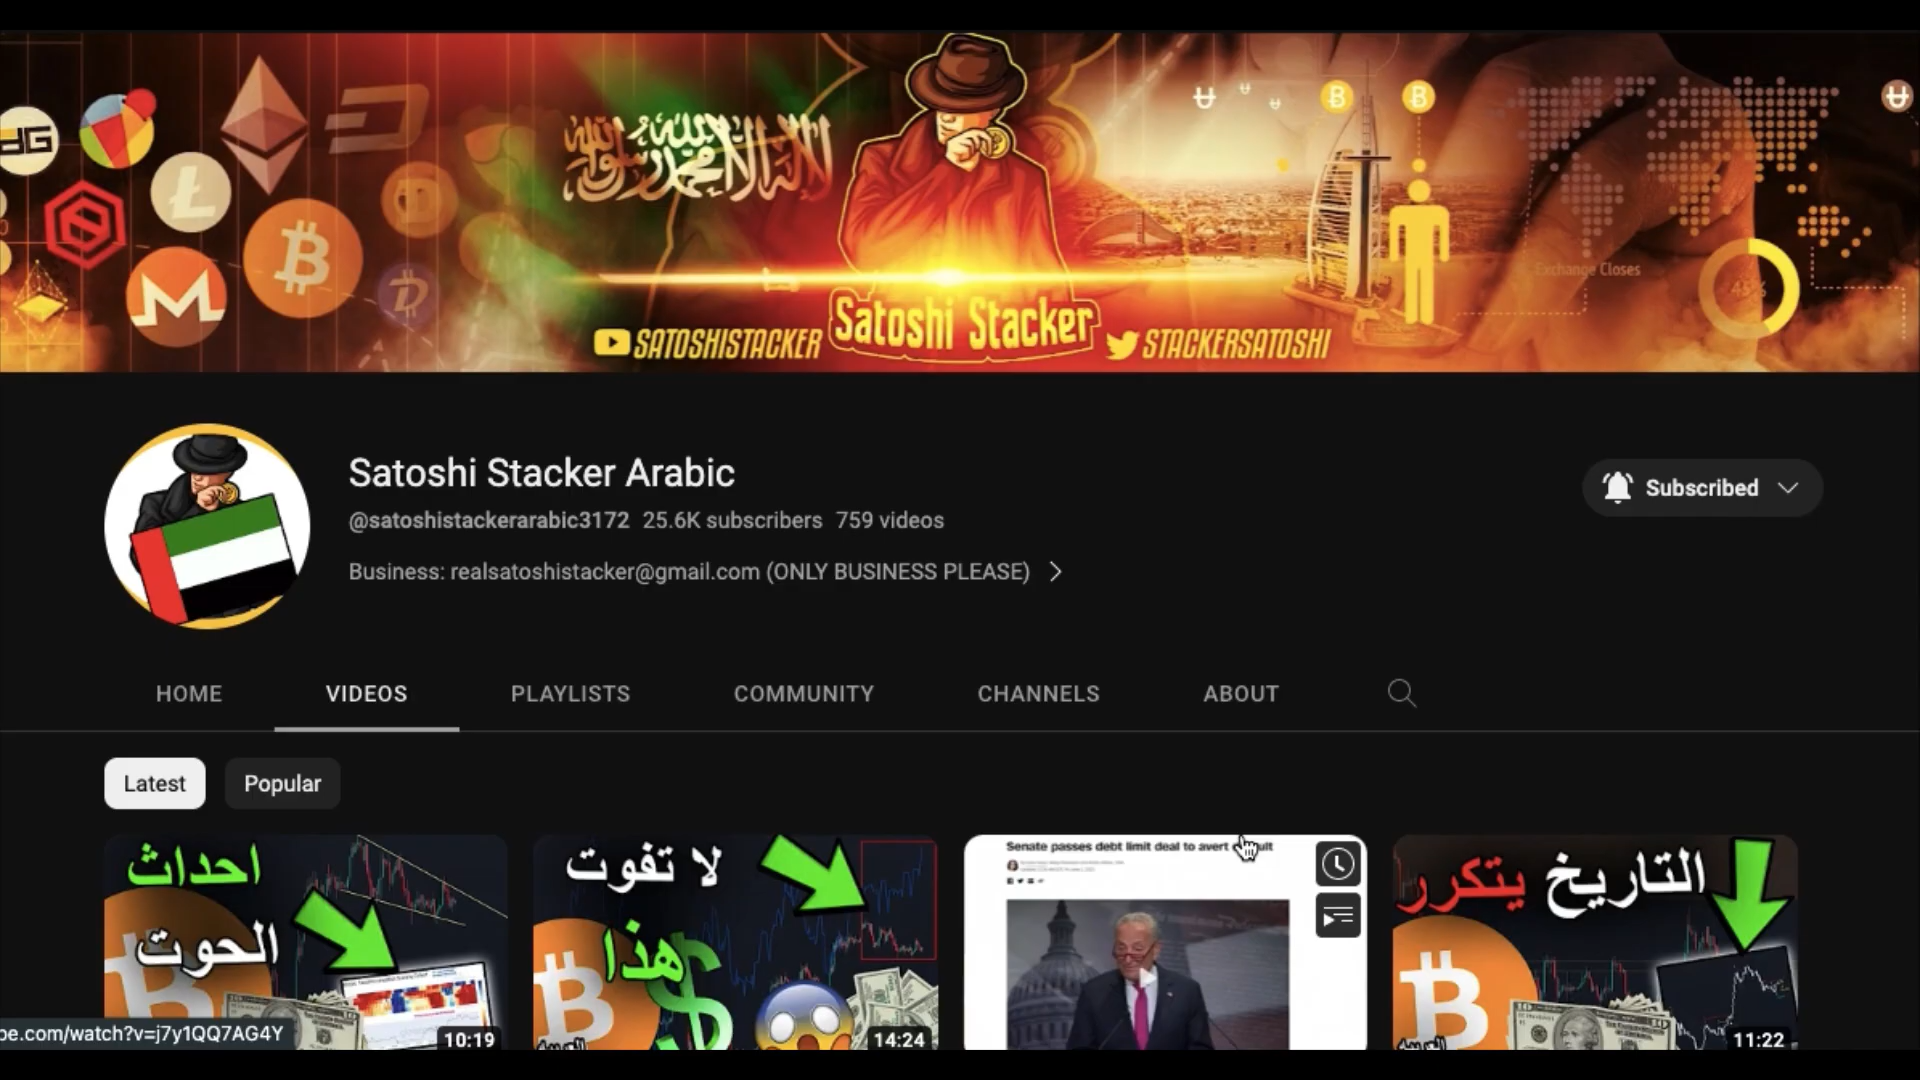 لا اله الا الله محمد رسول الله
SATOSHISTACKER
Satoshi Stacker
STACKERSATOSHI
Exchange Closes
45%
Satoshi Stacker Arabic
@satoshistackerarabic3172 25.6K subscribers 759 videos
Business: realsatoshistacker@gmail.com (ONLY BUSINESS PLEASE)
Subscribed
HOME VIDEOS PLAYLISTS COMMUNITY CHANNELS ABOUT
Latest Popular
احداث
الحوت
10:19
لا تفوت
هذا
14:24
Senate passes debt limit deal to avert
التاريخ يتكرر
11:22
be.com/watch?v=j7y1QQ7AG4Y